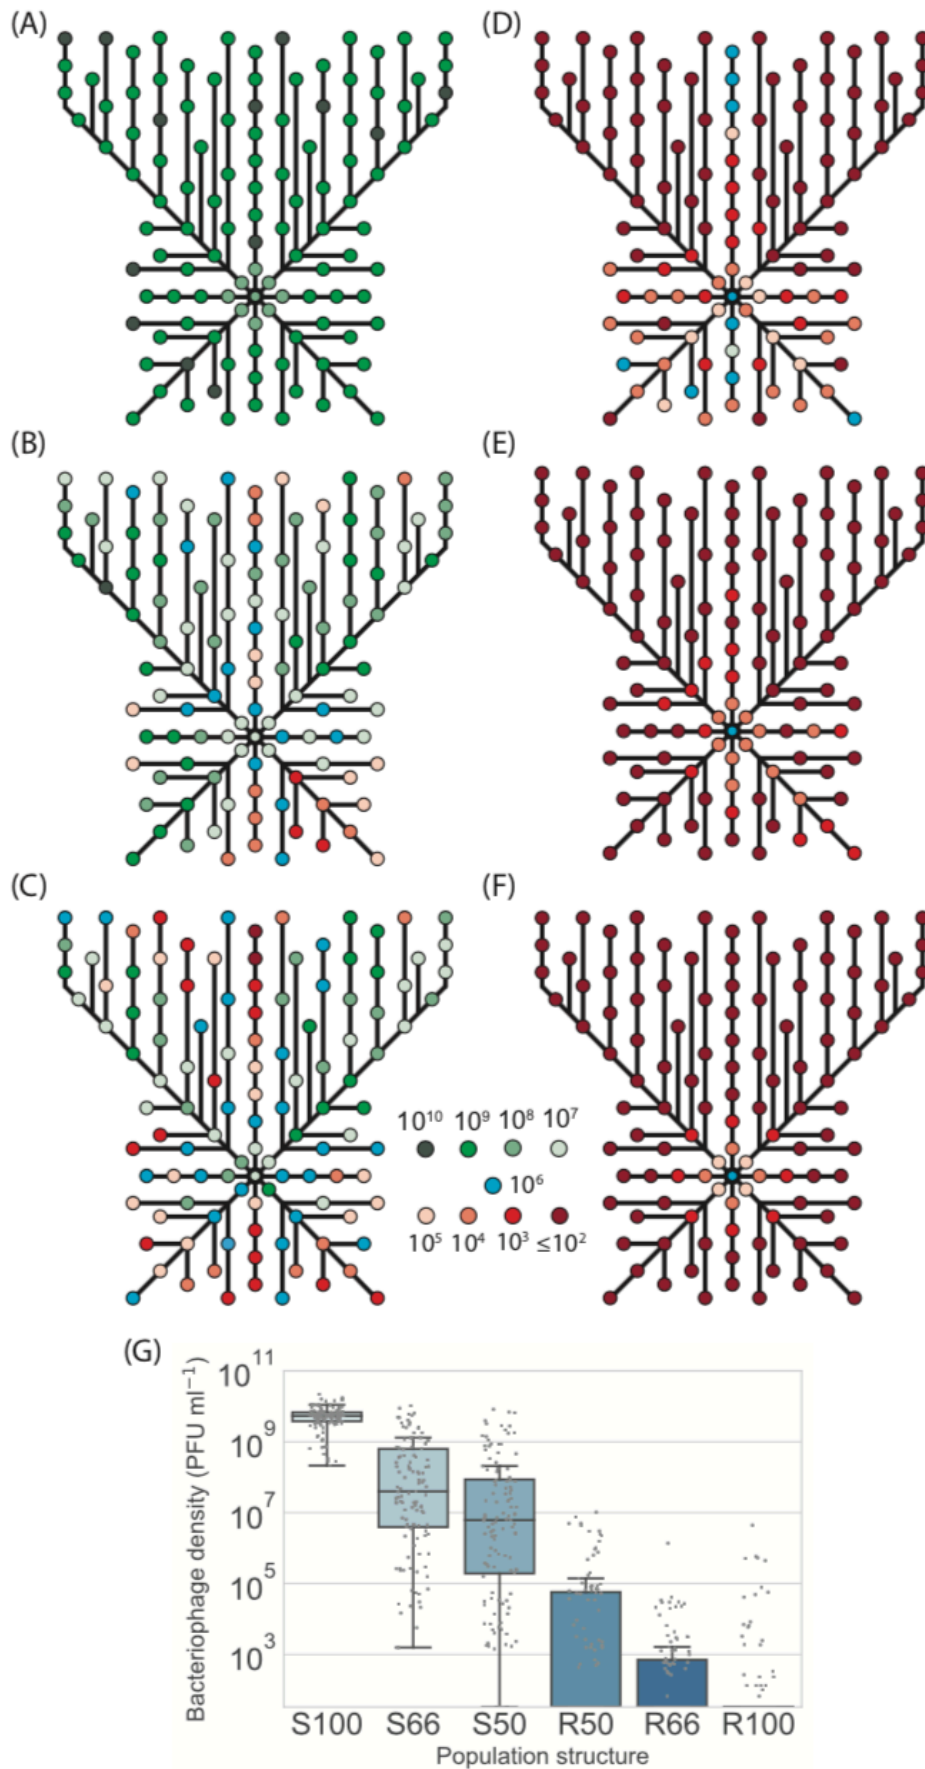 (A)
(D)
(B)
(E)
(C)
(F)
10¹⁰ 10⁹ 10⁸ 10⁷
10⁶
10⁵ 10⁴ 10³ ≤10²
(G)
Bacteriophage density (PFU ml⁻¹)
10¹¹
10⁹
10⁷
10⁵
10³
S100 S66 S50 R50 R66 R100
Population structure